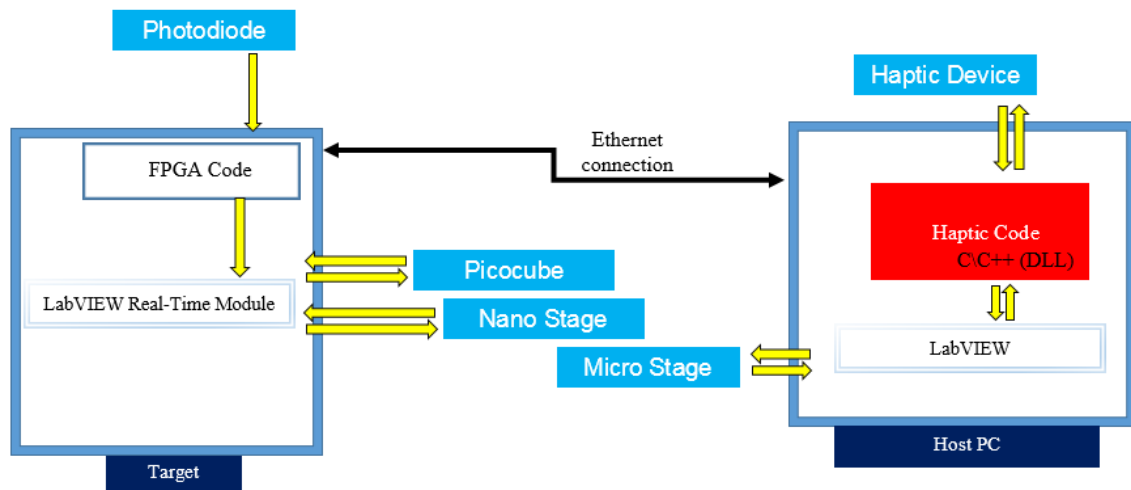 Photodiode
Haptic Device
Ethernet
connection
FPGA Code
Haptic Code
C\C++ (DLL)
Picocube
LabVIEW Real-Time Module
Nano Stage
LabVIEW
Micro Stage
Host PC
Target